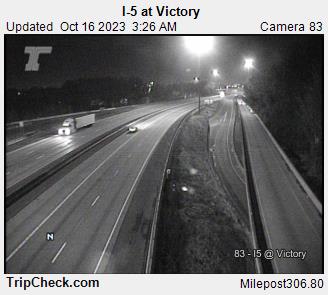 I-5 at Victory
Updated Oct 16 2023 3:26 AM Camera 83
T
N
83 - I5 @ Victory
TripCheck.com Milepost306.80